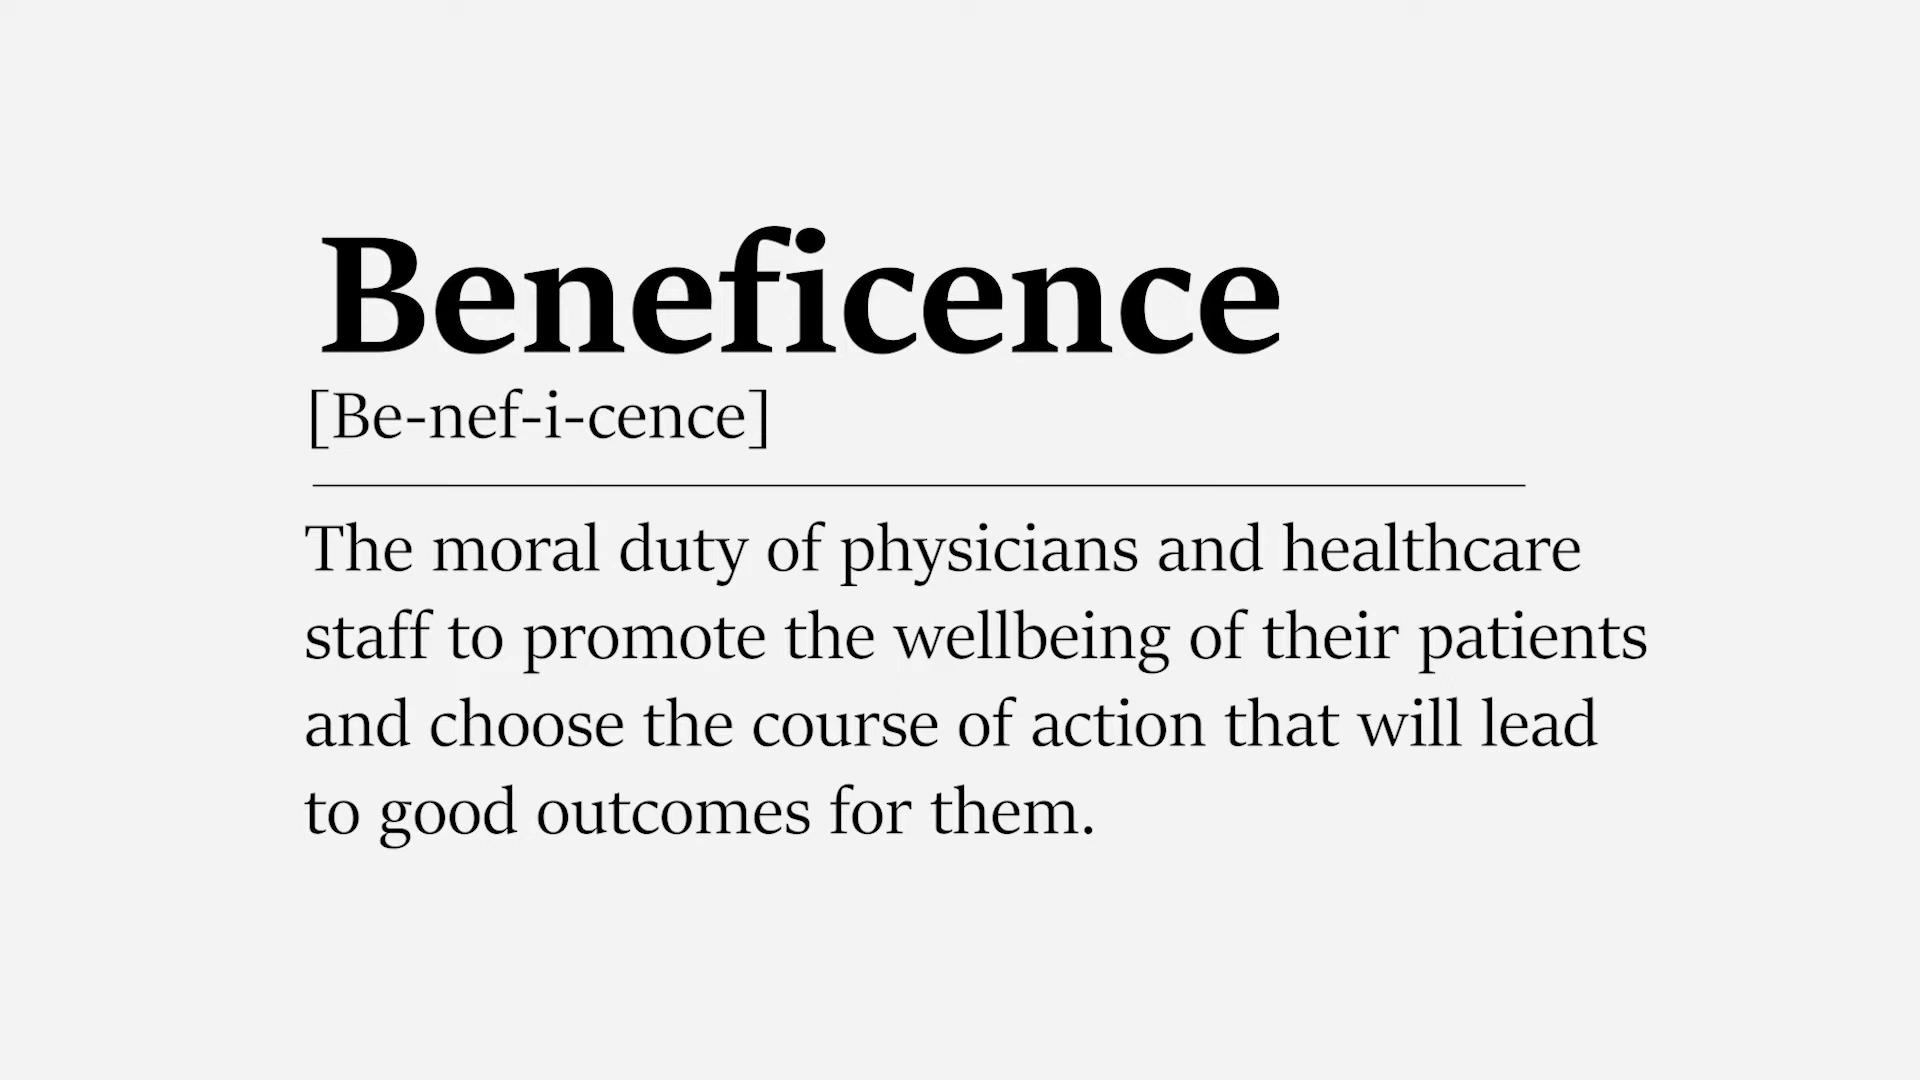 Beneficence
[Be-nef-i-cence]
The moral duty of physicians and healthcare
staff to promote the wellbeing of their patients
and choose the course of action that will lead
to good outcomes for them.